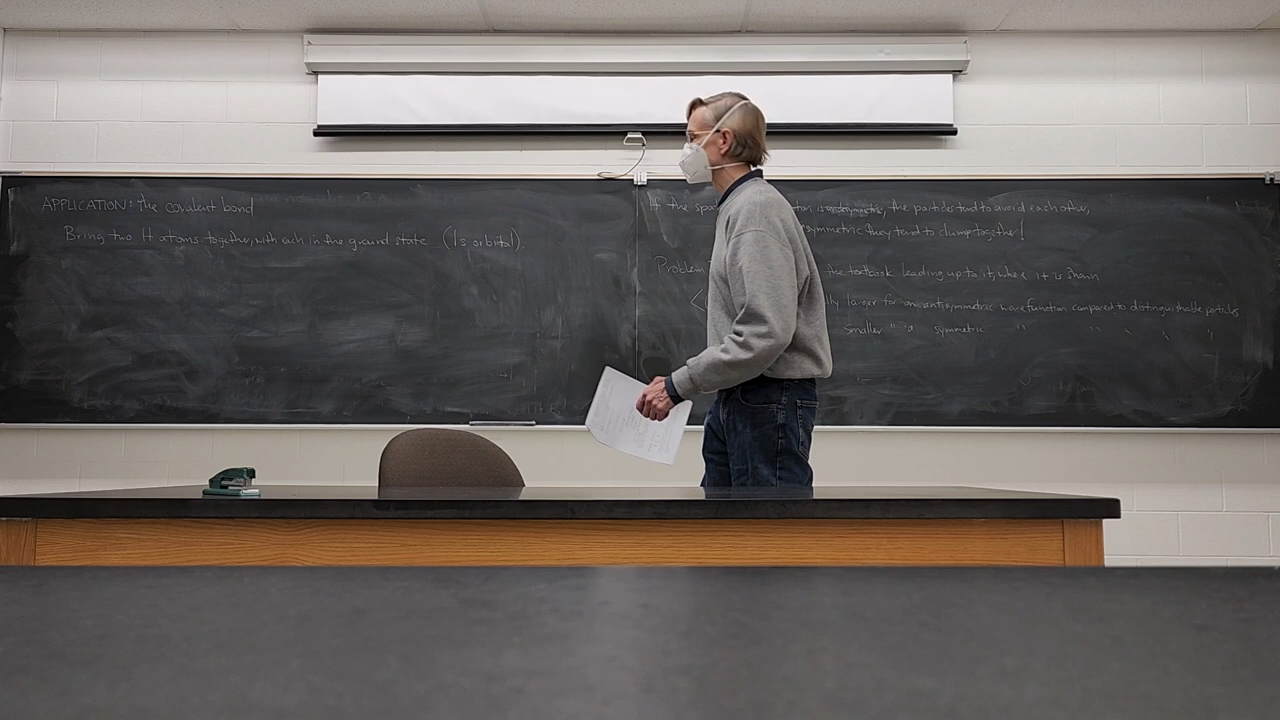 APPLICATION: the covalent bond
Bring two H atoms together, with each in the ground state (1s orbital).
If the spa is antisymmetric, the particles tend to avoid each other,
symmetric they tend to clump together!
Problem the textbook leading up to it, where it is shown
larger for an antisymmetric wavefunction compared to distinguishable particles
smaller " a symmetric " " " "